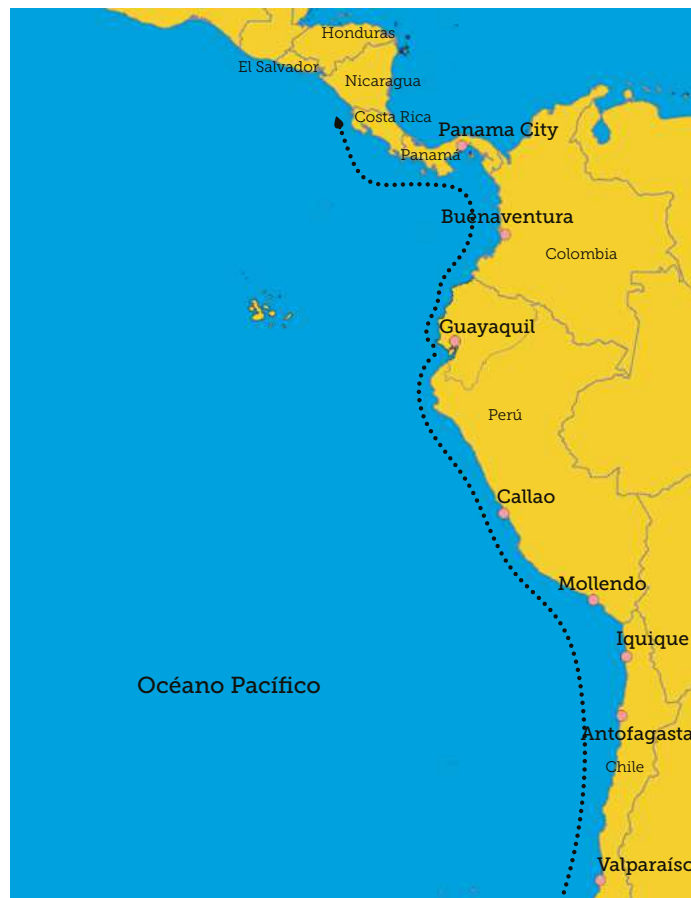 Honduras
El Salvador
Nicaragua
Costa Rica
Panama City
Panamá
Buenaventura
Colombia
Guayaquil
Perú
Callao
Mollendo
Iquique
Océano Pacífico
Antofagasta
Chile
Valparaíso